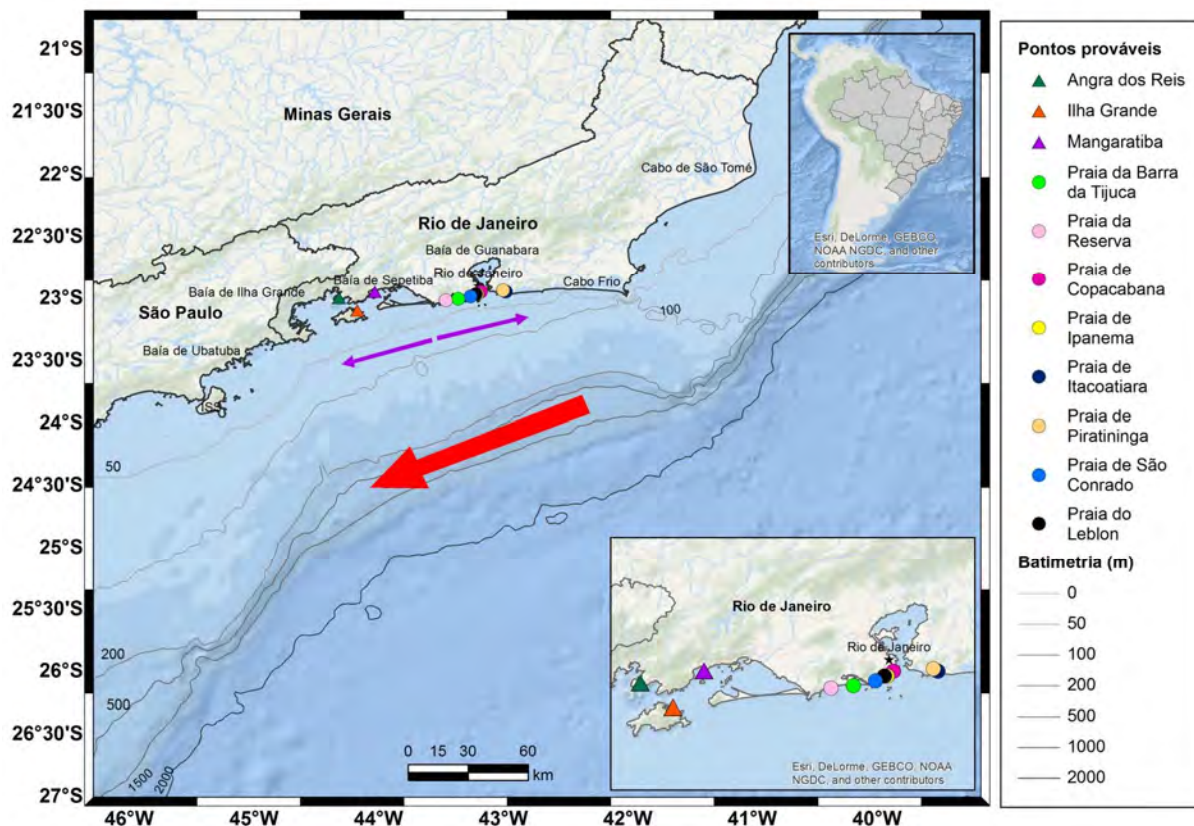 21°S
21°30'S
22°S
22°30'S
23°S
23°30'S
24°S
24°30'S
25°S
25°30'S
26°S
26°30'S
27°S
46°W
45°W
44°W
43°W
42°W
41°W
40°W
Minas Gerais
Cabo de São Tomé
Rio de Janeiro
Baía de Guanabara
Baía de Sepetiba
Rio de Janeiro
Baía de Ilha Grande
Cabo Frio
São Paulo
100
Baía de Ubatuba
ISS
50
200
500
1500
2000
0 15 30 60
km
Esri, DeLorme, GEBCO,
NOAA NGDC, and other
contributors
Rio de Janeiro
Rio de Janeiro
Esri, DeLorme, GEBCO, NOAA
NGDC, and other contributors
Pontos prováveis
Angra dos Reis
Ilha Grande
Mangaratiba
Praia da Barra
da Tijuca
Praia da
Reserva
Praia de
Copacabana
Praia de
Ipanema
Praia de
Itacoatiara
Praia de
Piratininga
Praia de São
Conrado
Praia do
Leblon
Batimetria (m)
0
50
100
200
500
1000
2000